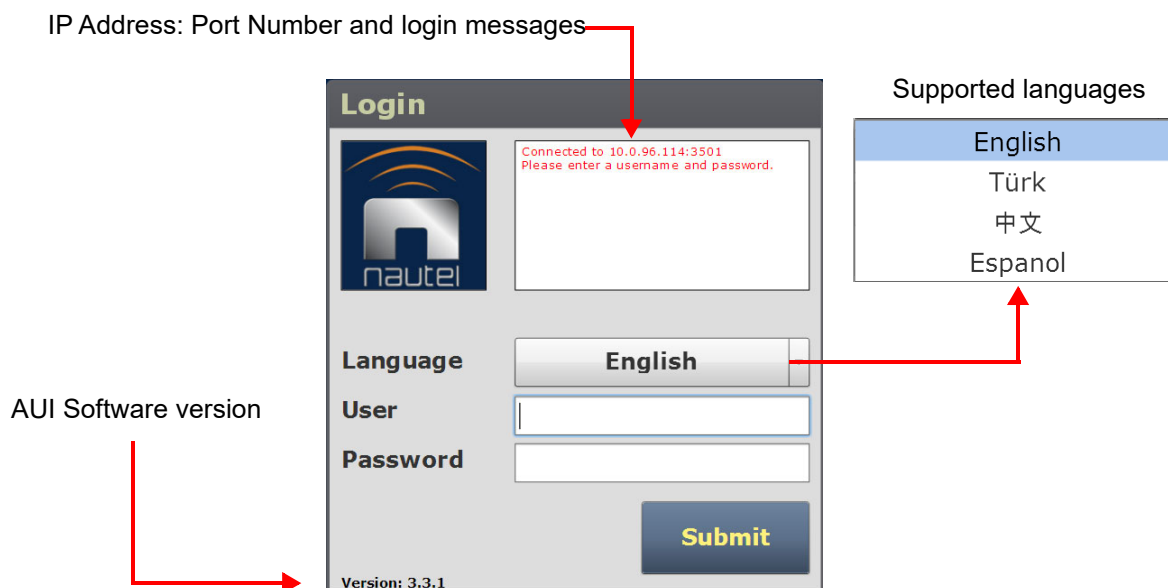 IP Address: Port Number and login messages
Login
Connected to 10.0.96.114:3501
Please enter a username and password.
nautel
Supported languages
English
Türk
中文
Espanol
Language
English
AUI Software version
User
Password
Submit
Version: 3.3.1